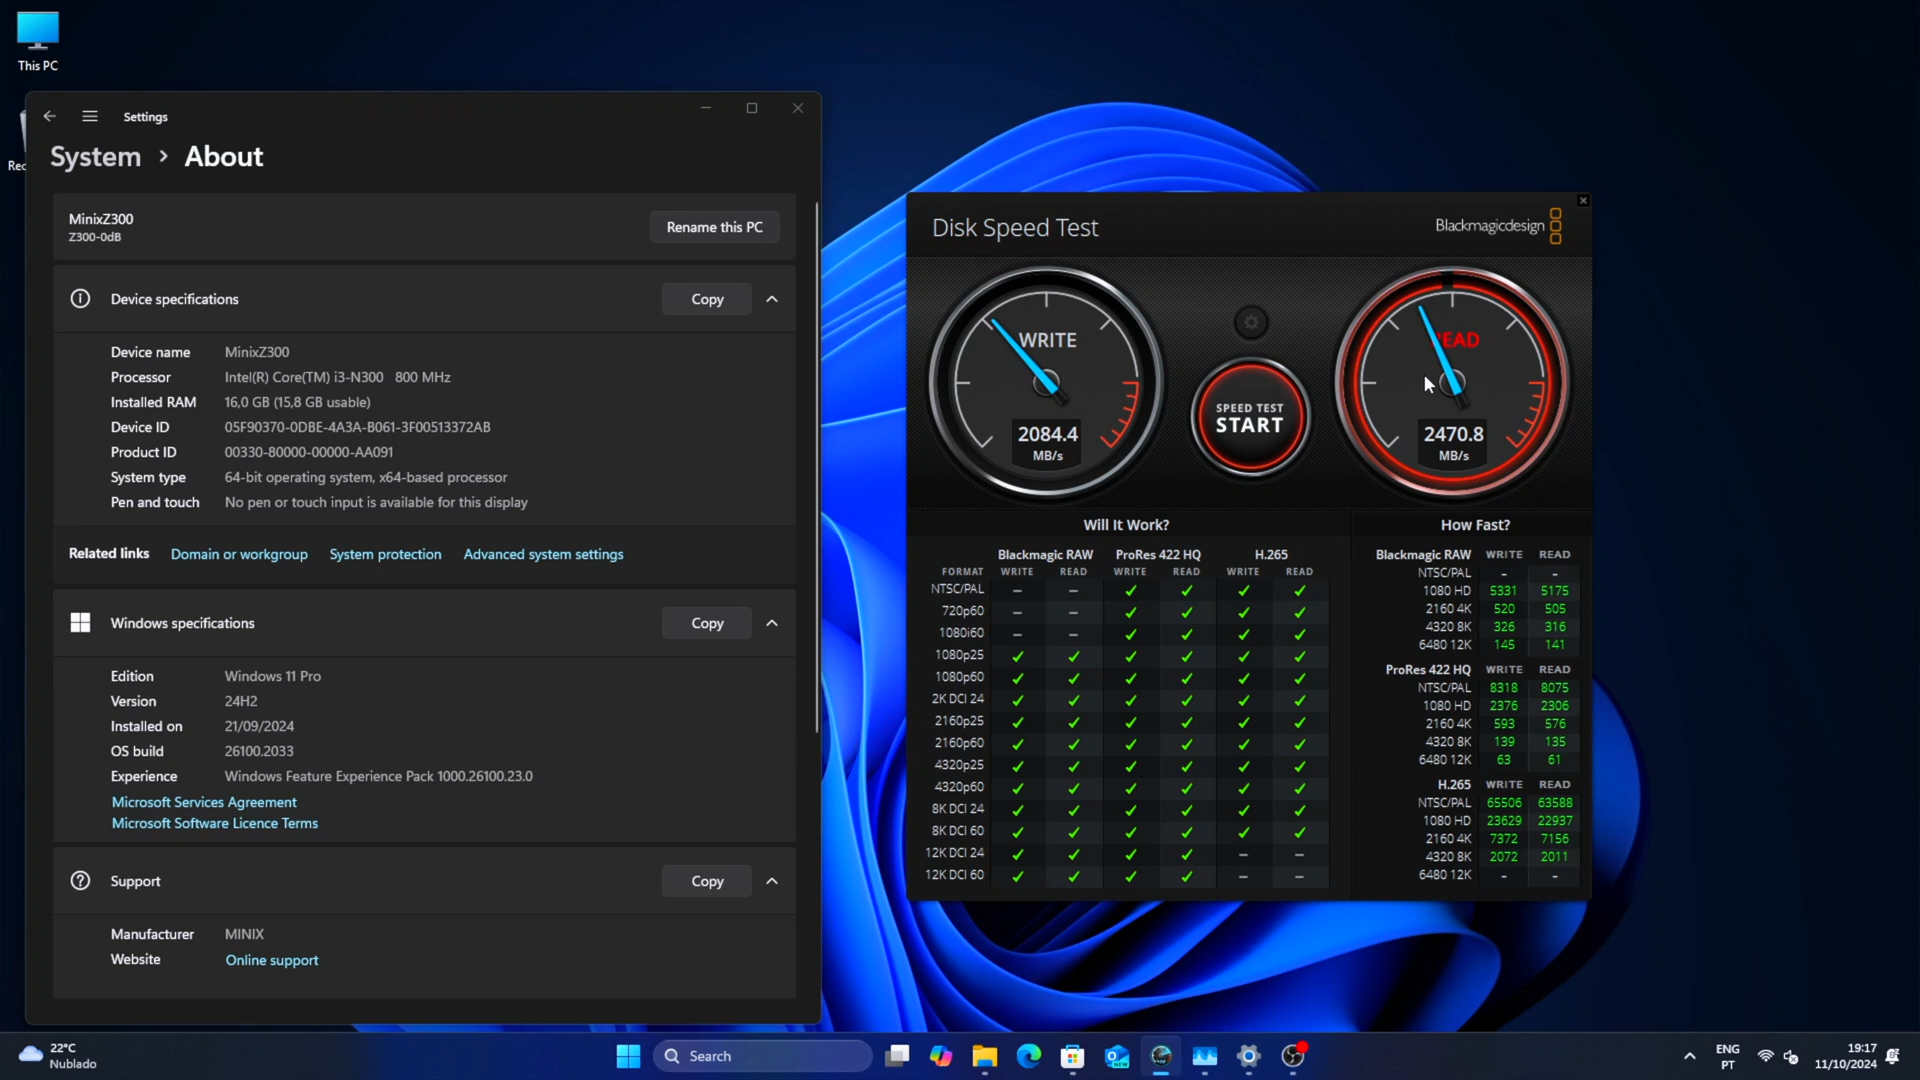 This PC
Rec
Settings
System > About
MinixZ300
Z300-0dB
Rename this PC
Device specifications
Copy
Device name MinixZ300
Processor Intel(R) Core(TM) i3-N300 800 MHz
Installed RAM 16,0 GB (15,8 GB usable)
Device ID 05F90370-0DBE-4A3A-B061-3F00513372AB
Product ID 00330-80000-00000-AA091
System type 64-bit operating system, x64-based processor
Pen and touch No pen or touch input is available for this display
Related links Domain or workgroup System protection Advanced system settings
Windows specifications
Copy
Edition Windows 11 Pro
Version 24H2
Installed on 21/09/2024
OS build 26100.2033
Experience Windows Feature Experience Pack 1000.26100.23.0
Microsoft Services Agreement
Microsoft Software Licence Terms
Support
Copy
Manufacturer MINIX
Website Online support
Disk Speed Test
Blackmagicdesign
WRITE
2084.4
MB/s
SPEED TEST
START
EAD
2470.8
MB/s
Will It Work?
Blackmagic RAW ProRes 422 HQ H.265
FORMAT WRITE READ WRITE READ WRITE READ
NTSC/PAL – – ✓ ✓ ✓ ✓
720p60 – – ✓ ✓ ✓ ✓
1080i60 – – ✓ ✓ ✓ ✓
1080p25 ✓ ✓ ✓ ✓ ✓ ✓
1080p60 ✓ ✓ ✓ ✓ ✓ ✓
2K DCI 24 ✓ ✓ ✓ ✓ ✓ ✓
2160p25 ✓ ✓ ✓ ✓ ✓ ✓
2160p60 ✓ ✓ ✓ ✓ ✓ ✓
4320p25 ✓ ✓ ✓ ✓ ✓ ✓
4320p60 ✓ ✓ ✓ ✓ ✓ ✓
8K DCI 24 ✓ ✓ ✓ ✓ ✓ ✓
8K DCI 60 ✓ ✓ ✓ ✓ ✓ ✓
12K DCI 24 ✓ ✓ ✓ ✓ – –
12K DCI 60 ✓ ✓ ✓ ✓ – –
How Fast?
Blackmagic RAW WRITE READ
NTSC/PAL - -
1080 HD 5331 5175
2160 4K 520 505
4320 8K 326 316
6480 12K 145 141
ProRes 422 HQ WRITE READ
NTSC/PAL 8318 8075
1080 HD 2376 2306
2160 4K 593 576
4320 8K 139 135
6480 12K 63 61
H.265 WRITE READ
NTSC/PAL 65506 63588
1080 HD 23629 22937
2160 4K 7372 7156
4320 8K 2072 2011
6480 12K - -
22°C
Nublado
Search
NEW
ENG
PT
19:17
11/10/2024